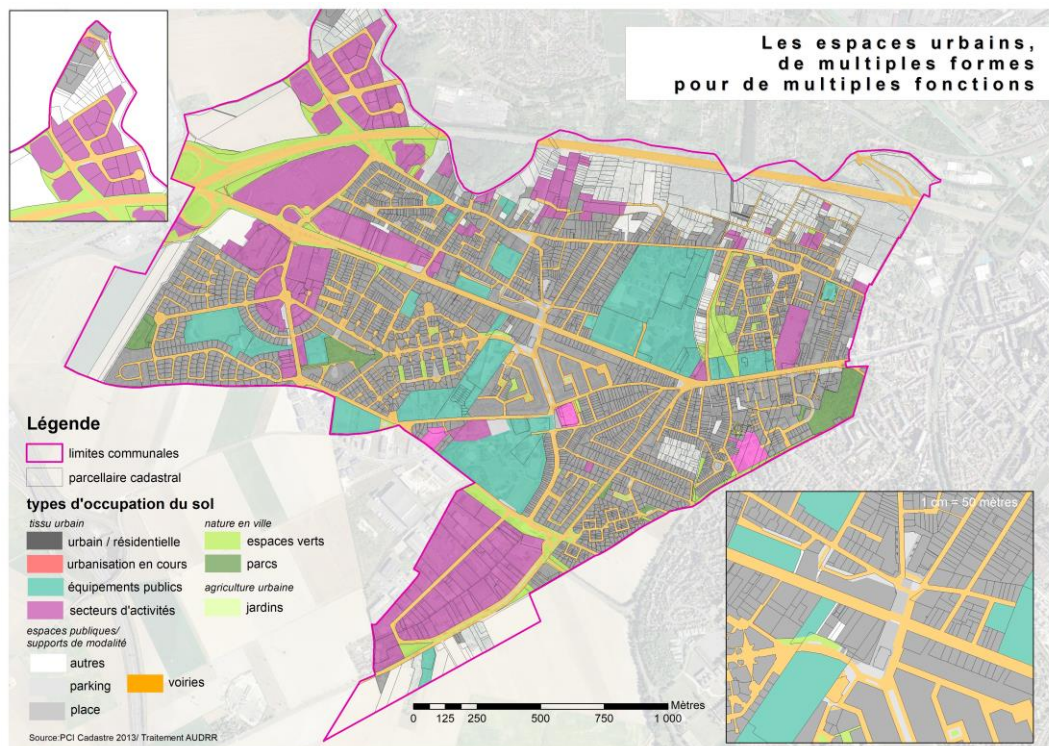 Les espaces urbains,
de multiples formes
pour de multiples fonctions
Légende
limites communales
parcellaire cadastral
types d'occupation du sol
tissu urbain
urbain / résidentielle
urbanisation en cours
équipements publics
secteurs d'activités
nature en ville
espaces verts
parcs
agriculture urbaine
jardins
espaces publiques/
supports de modalité
autres
parking
place
voiries
Source:PCI Cadastre 2013/ Traitement AUDRR
Mètres
0 125 250 500 750 1 000
1 cm = 50 mètres